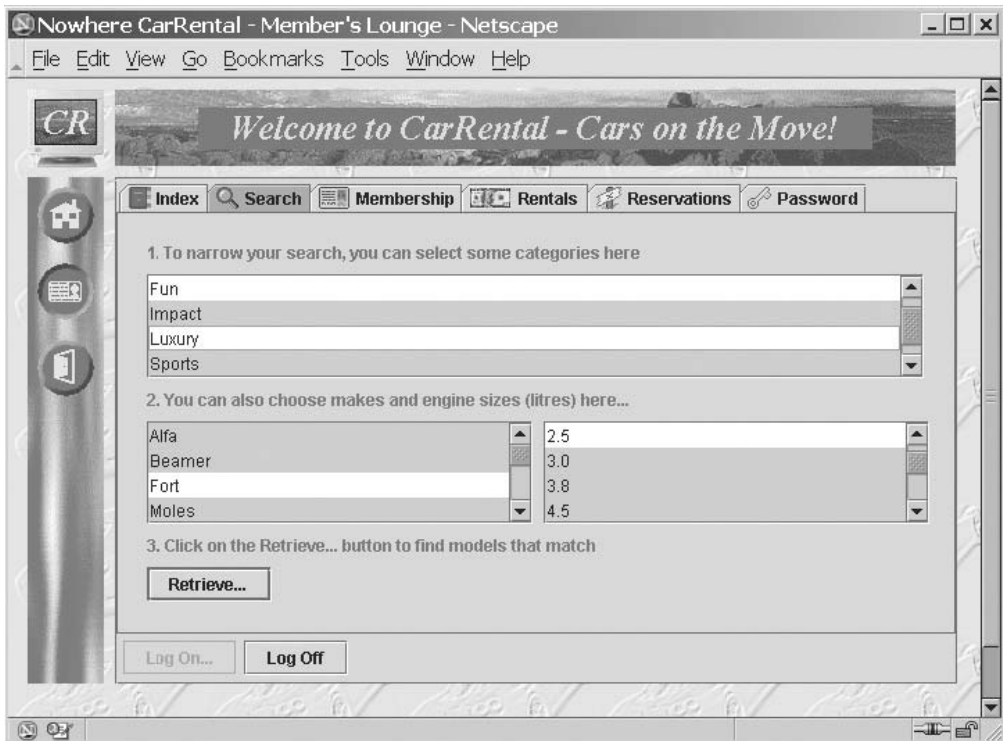 Nowhere CarRental - Member's Lounge - Netscape
File Edit View Go Bookmarks Tools Window Help
CR
Welcome to CarRental - Cars on the Move!
Index Search Membership Rentals Reservations Password
1. To narrow your search, you can select some categories here
Fun
Impact
Luxury
Sports
2. You can also choose makes and engine sizes (litres) here...
Alfa 2.5
Beamer 3.0
Fort 3.8
Moles 4.5
3. Click on the Retrieve... button to find models that match
Retrieve...
Log On... Log Off